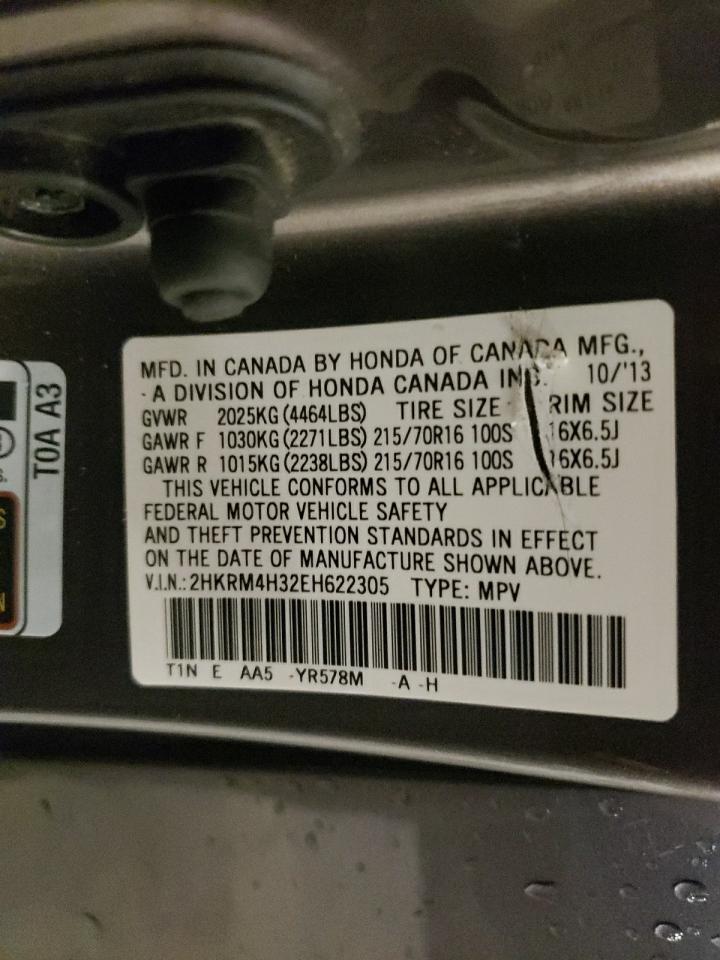 MFD. IN CANADA BY HONDA OF CANADA MFG.,
- A DIVISION OF HONDA CANADA INC. 10/'13
GVWR 2025KG (4464LBS) TIRE SIZE RIM SIZE
GAWR F 1030KG (2271LBS) 215/70R16 100S 16X6.5J
GAWR R 1015KG (2238LBS) 215/70R16 100S 16X6.5J
THIS VEHICLE CONFORMS TO ALL APPLICABLE
FEDERAL MOTOR VEHICLE SAFETY
AND THEFT PREVENTION STANDARDS IN EFFECT
ON THE DATE OF MANUFACTURE SHOWN ABOVE.
V.I.N.: 2HKRM4H32EH622305 TYPE: MPV
T1N E AA5 -YR578M -A -H
T0A A3